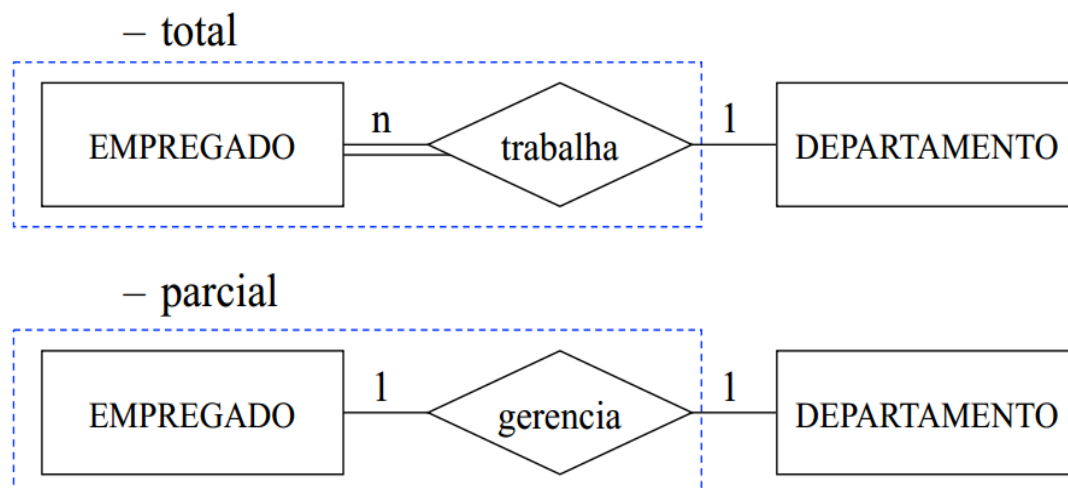 – total
EMPREGADO n trabalha 1 DEPARTAMENTO
– parcial
EMPREGADO 1 gerencia 1 DEPARTAMENTO